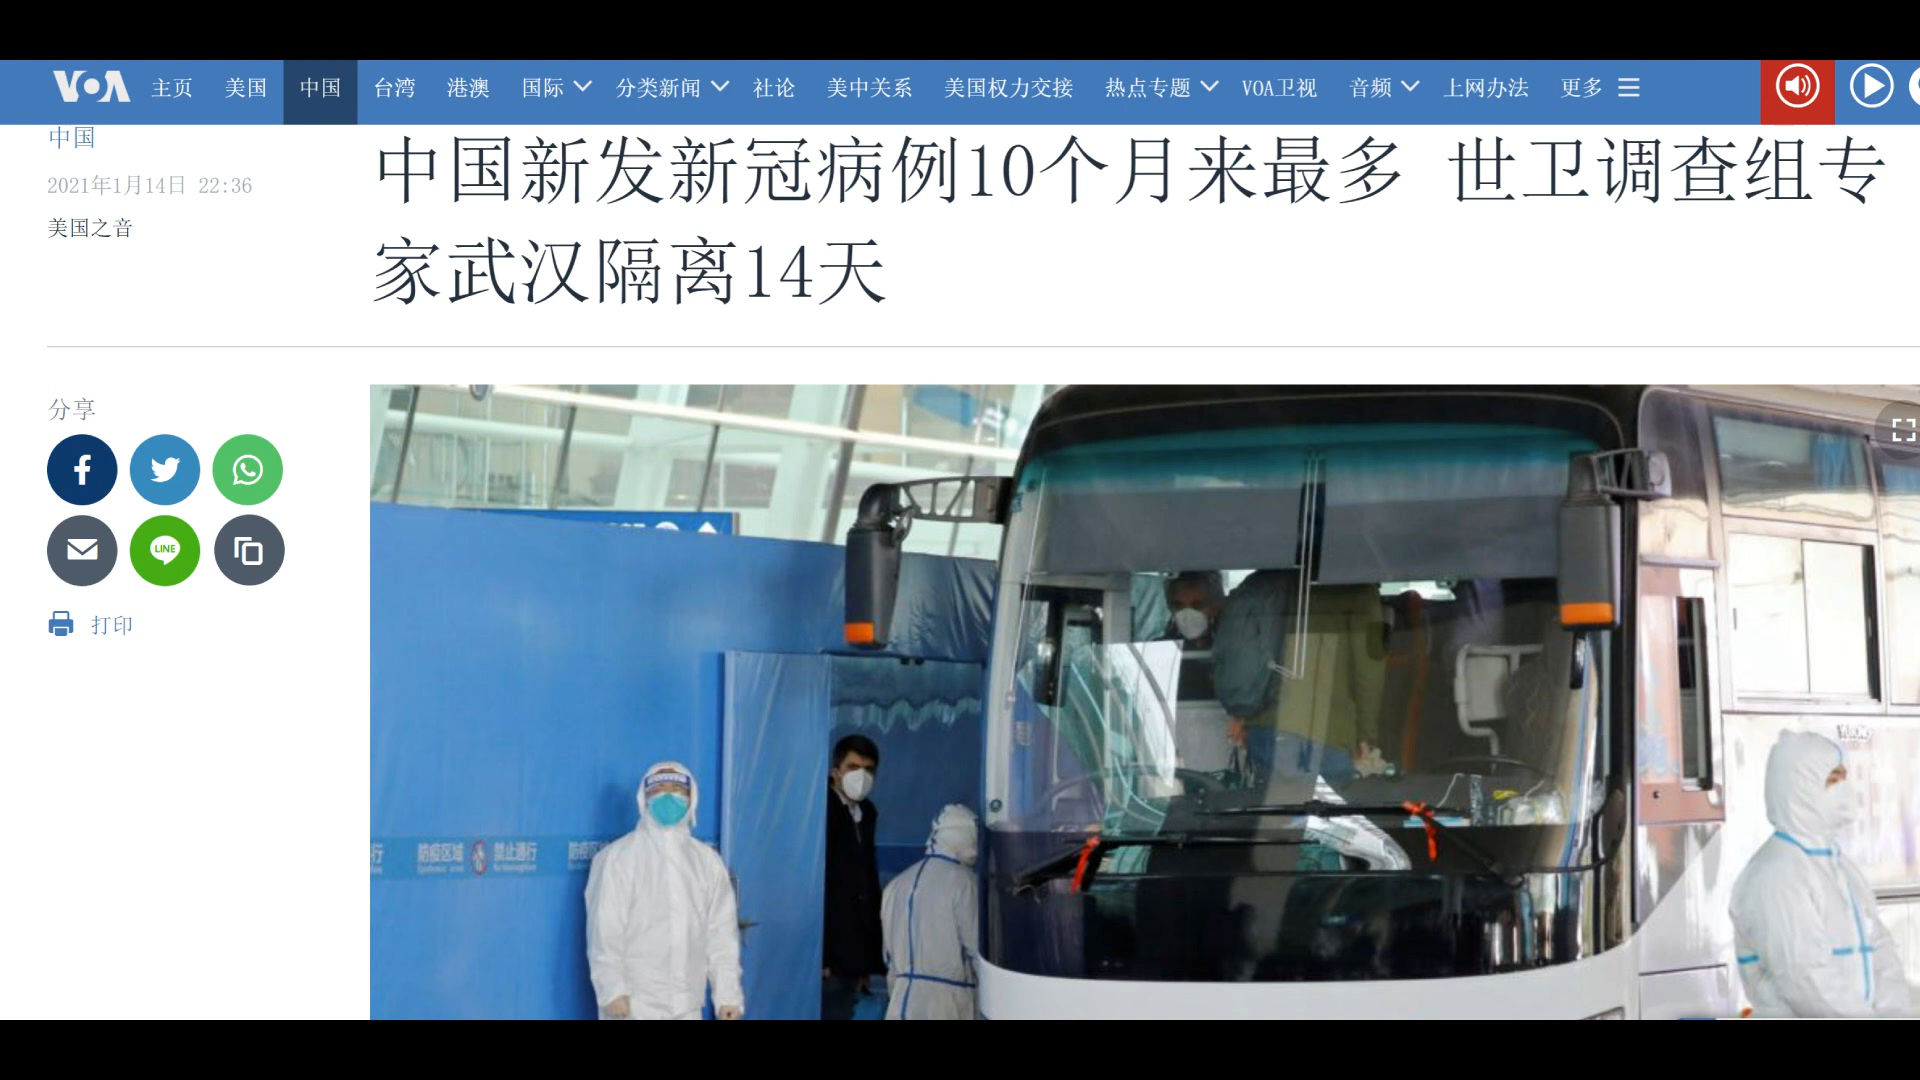 VOA 主页 美国 中国 台湾 港澳 国际 分类新闻 社论 美中关系 美国权力交接 热点专题 VOA卫视 音频 上网办法 更多
中国
2021年1月14日 22:36
美国之音
中国新发新冠病例10个月来最多 世卫调查组专
家武汉隔离14天
分享
LINE
打印
行 防疫区域 禁止通行 防疫区